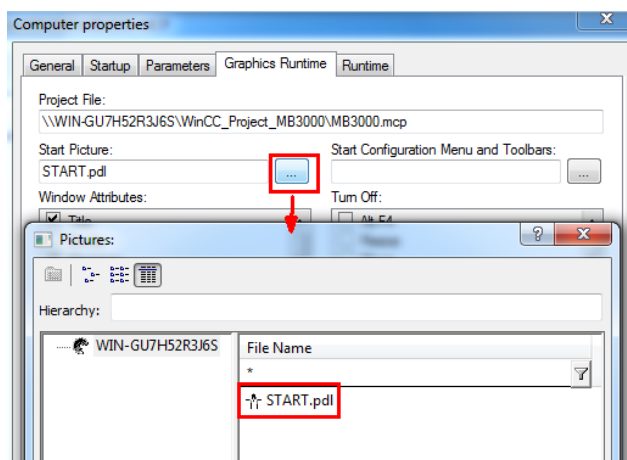 Computer properties
General Startup Parameters Graphics Runtime Runtime
Project File:
\\WIN-GU7H52R3J6S\WinCC_Project_MB3000\MB3000.mcp
Start Picture: Start Configuration Menu and Toolbars:
START.pdl ... ...
Window Attributes: Turn Off:
Title Alt-F4
Pictures:
Hierarchy:
WIN-GU7H52R3J6S File Name
*
START.pdl